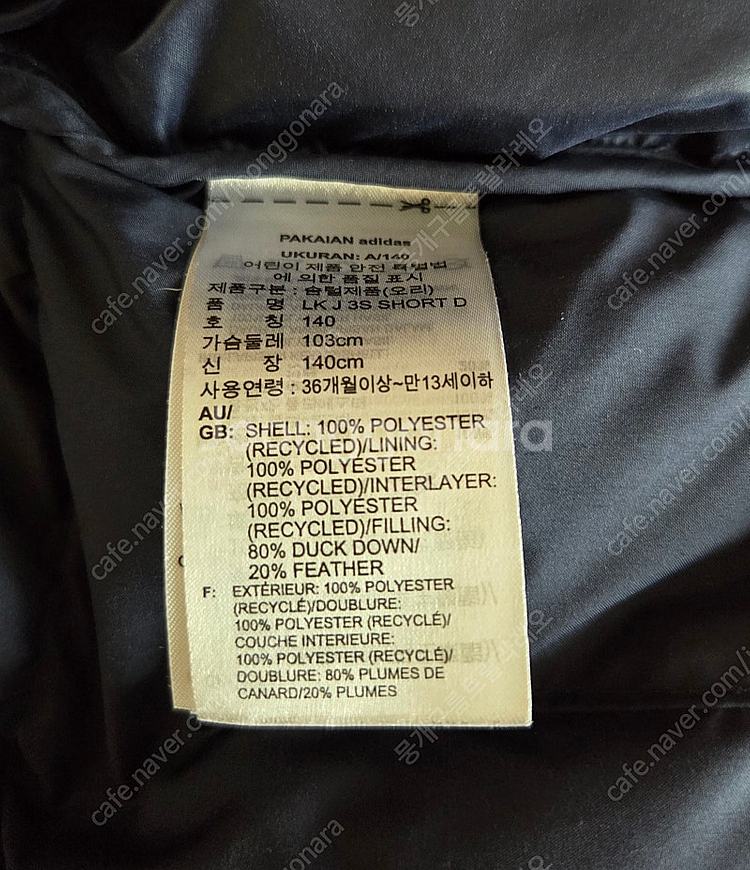 PAKAIAN adidas
UKURAN: A/140
어린이 제품 안전 특별법
에 의한 품질 표시
제품구분 : 솜털제품(오리)
품 명 LK J 3S SHORT D
호 칭 140
가슴둘레 103cm
신 장 140cm
사용연령 : 36개월이상~만13세이하
AU/
GB: SHELL: 100% POLYESTER
(RECYCLED)/LINING:
100% POLYESTER
(RECYCLED)/INTERLAYER:
100% POLYESTER
(RECYCLED)/FILLING:
80% DUCK DOWN/
20% FEATHER
F: EXTÉRIEUR: 100% POLYESTER
(RECYCLÉ)/DOUBLURE:
100% POLYESTER (RECYCLÉ)/
COUCHE INTERIEURE:
100% POLYESTER (RECYCLÉ)/
DOUBLURE: 80% PLUMES DE
CANARD/20% PLUMES
cafe.naver.com/joonggonara